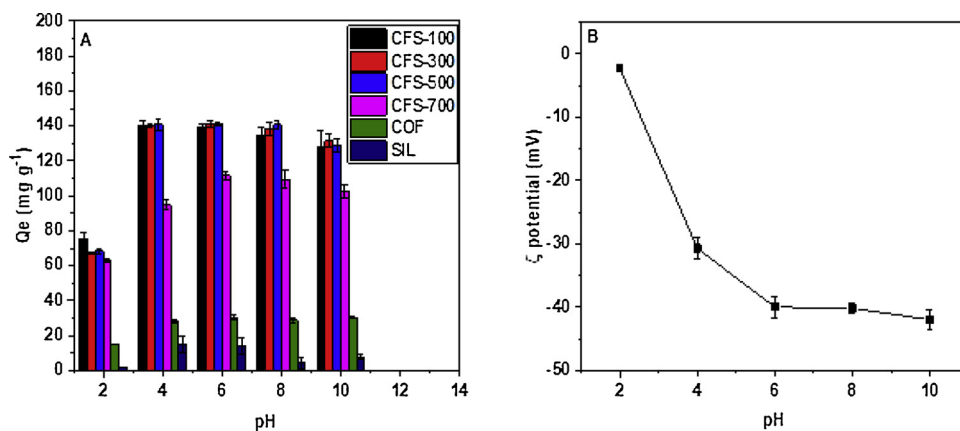 A
CFS-100
CFS-300
CFS-500
CFS-700
COF
SIL
200
180
160
140
120
100
80
60
40
20
0
Qe (mg g⁻¹)
2 4 6 8 10 12 14
pH
B
0
-10
-20
-30
-40
-50
ζ potential (mV)
2 4 6 8 10
pH